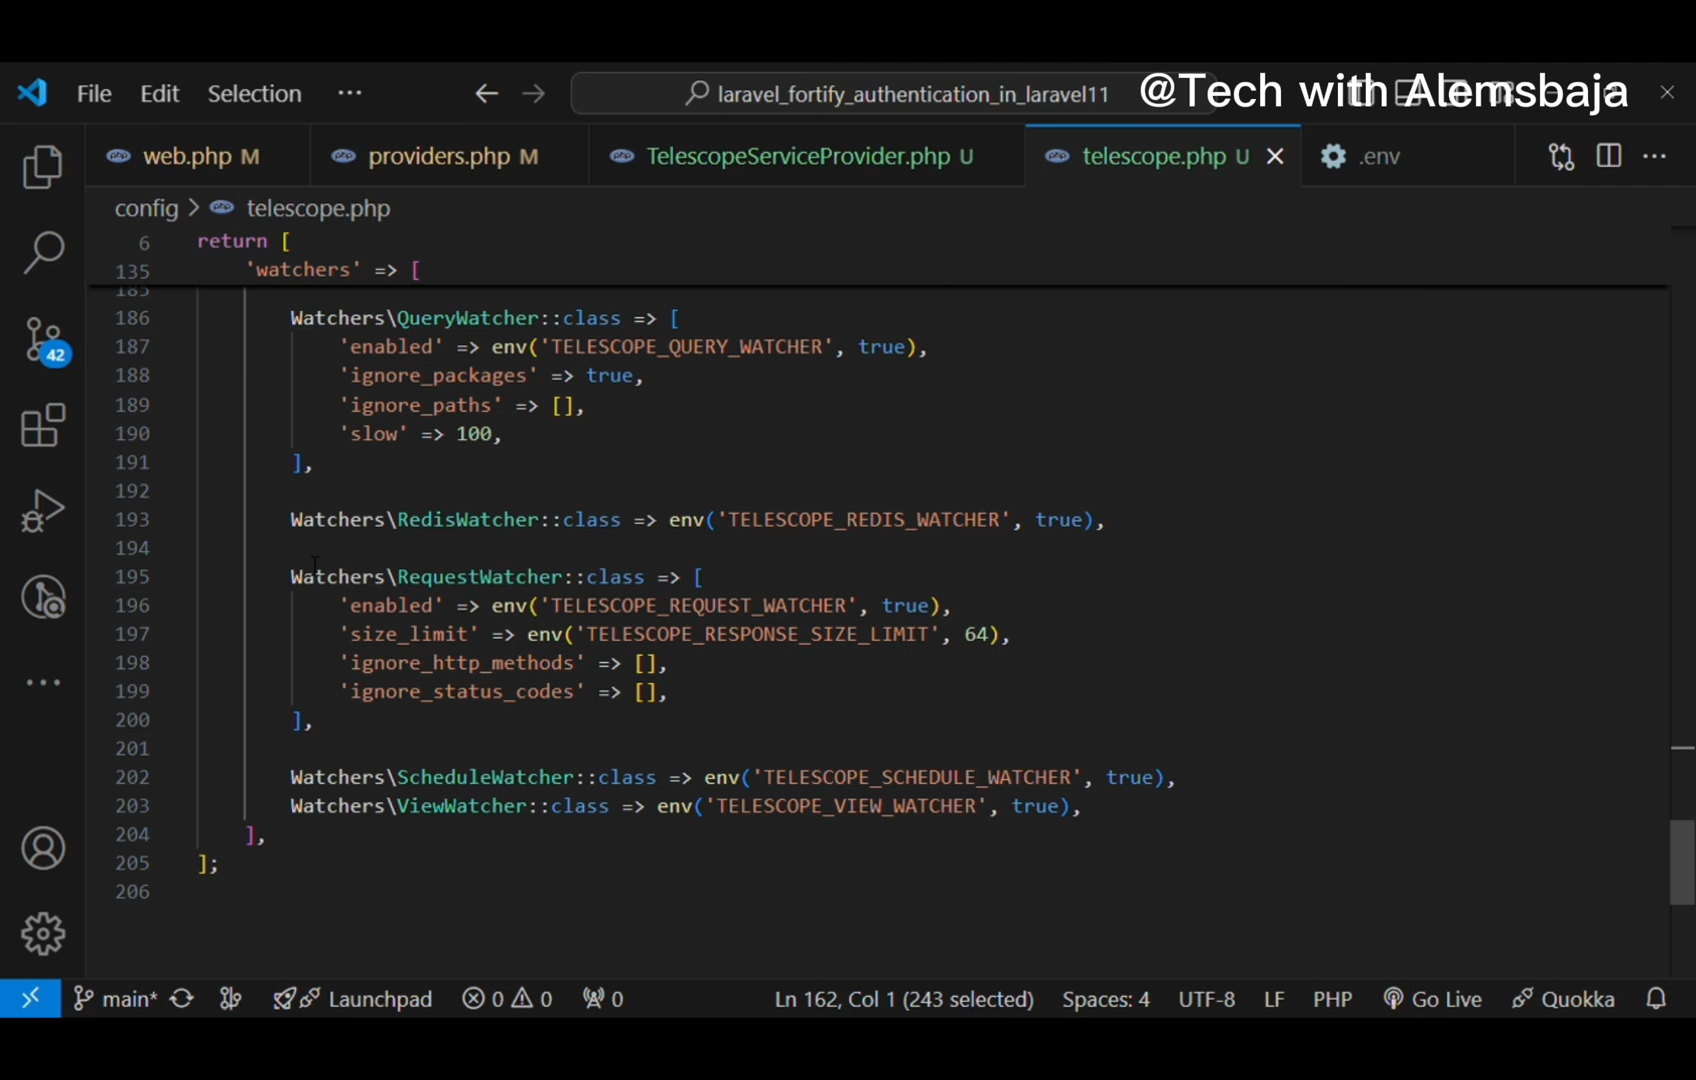 File Edit Selection ··· laravel_fortify_authentication_in_laravel11 @Tech with Alemsbaja
web.php M providers.php M TelescopeServiceProvider.php U telescope.php U .env
config > telescope.php
6 return [
135 'watchers' => [
185
186 Watchers\QueryWatcher::class => [
187 'enabled' => env('TELESCOPE_QUERY_WATCHER', true),
188 'ignore_packages' => true,
189 'ignore_paths' => [],
190 'slow' => 100,
191 ],
192
193 Watchers\RedisWatcher::class => env('TELESCOPE_REDIS_WATCHER', true),
194
195 Watchers\RequestWatcher::class => [
196 'enabled' => env('TELESCOPE_REQUEST_WATCHER', true),
197 'size_limit' => env('TELESCOPE_RESPONSE_SIZE_LIMIT', 64),
198 'ignore_http_methods' => [],
199 'ignore_status_codes' => [],
200 ],
201
202 Watchers\ScheduleWatcher::class => env('TELESCOPE_SCHEDULE_WATCHER', true),
203 Watchers\ViewWatcher::class => env('TELESCOPE_VIEW_WATCHER', true),
204 ],
205 ];
206
42
main* Launchpad 0 0 0 Ln 162, Col 1 (243 selected) Spaces: 4 UTF-8 LF PHP Go Live Quokka